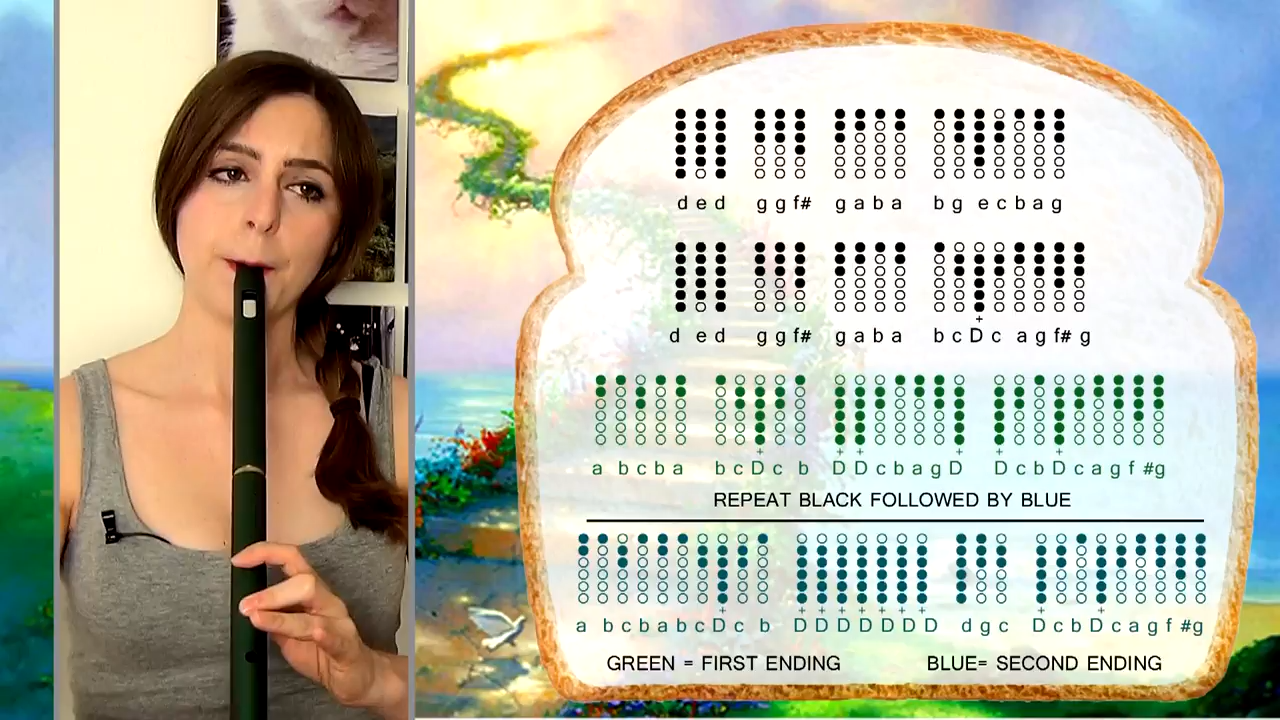 d e d g g f# g a b a b g e c b a g
d e d g g f# g a b a b c D c a g f# g
a b c b a b c D c b D D c b a g D D c b D c a g f #g
REPEAT BLACK FOLLOWED BY BLUE
a b c b a b c D c b D D D D D D D d g c D c b D c a g f #g
GREEN = FIRST ENDING BLUE= SECOND ENDING